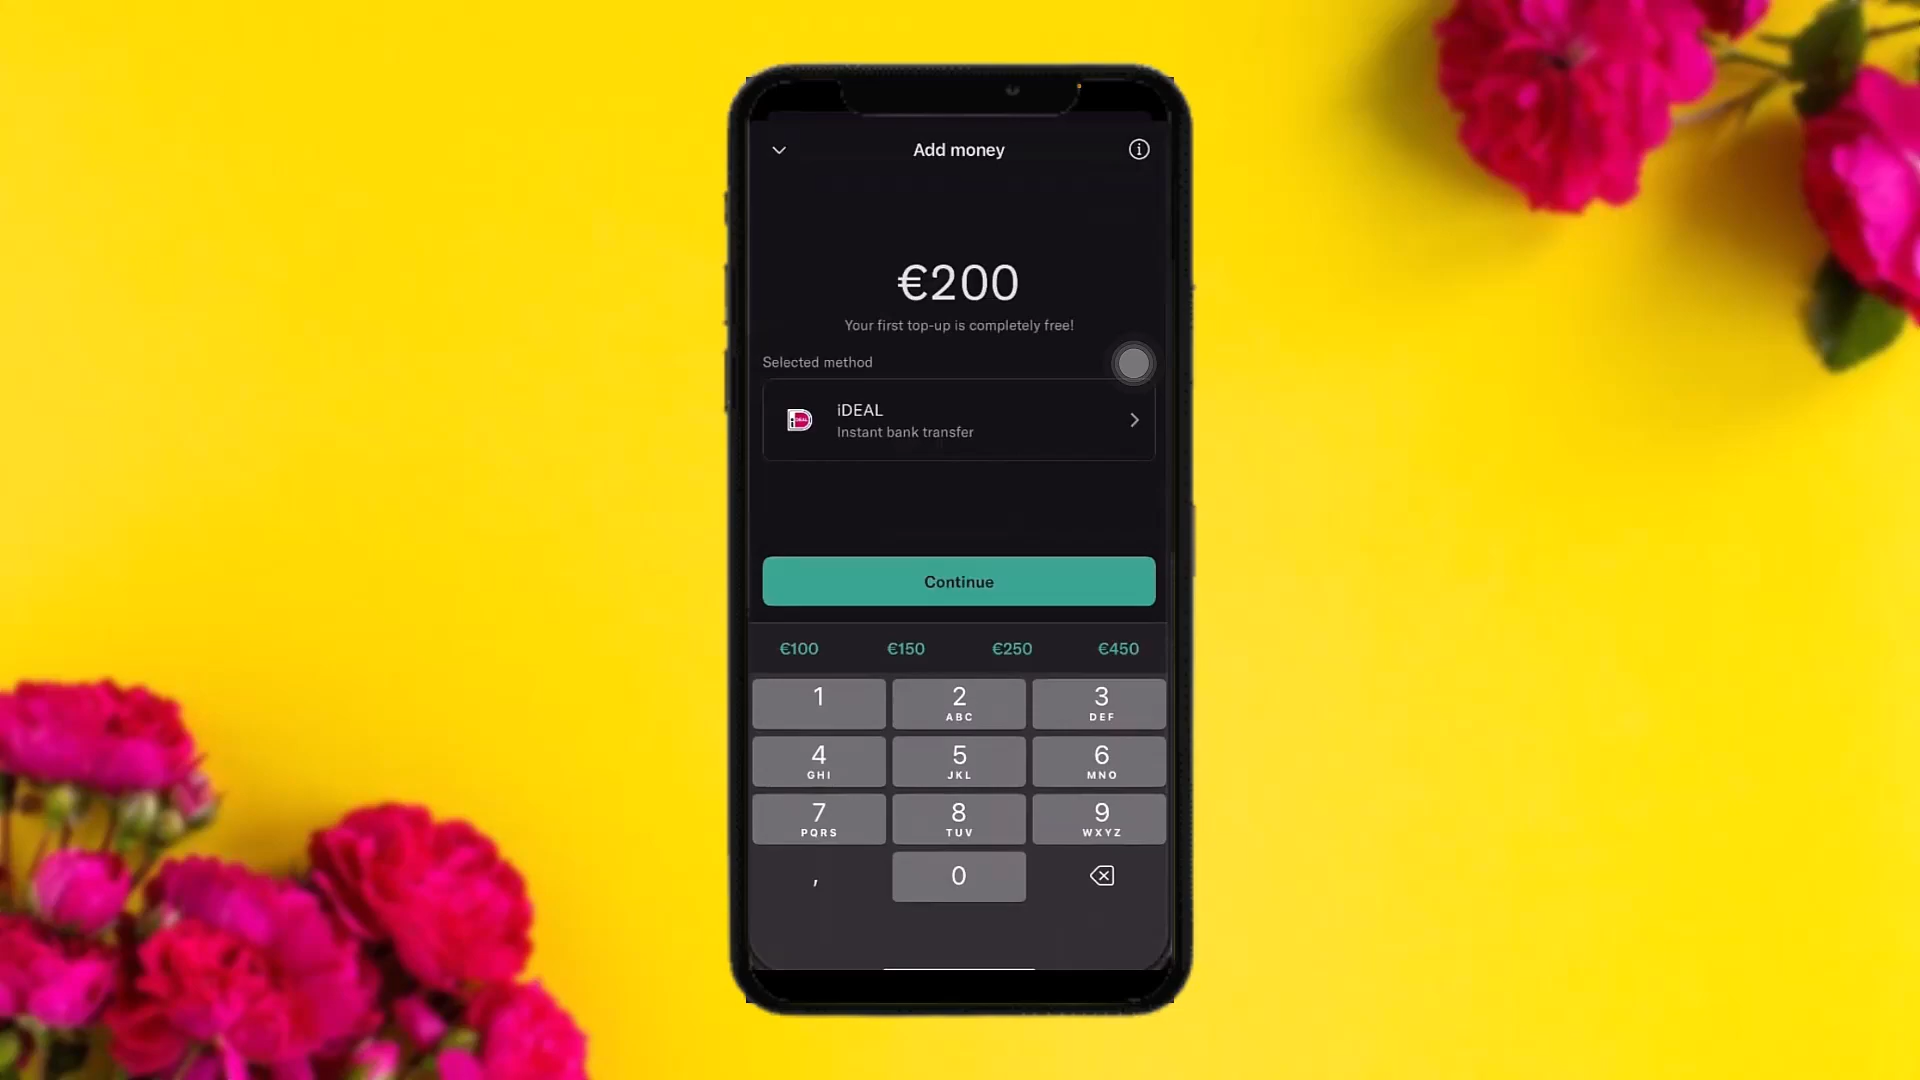 Add money
€200
Your first top-up is completely free!
Selected method
iDEAL
Instant bank transfer
Continue
€100 €150 €250 €450
1 2 3
ABC DEF
4 5 6
GHI JKL MNO
7 8 9
PQRS TUV WXYZ
, 0